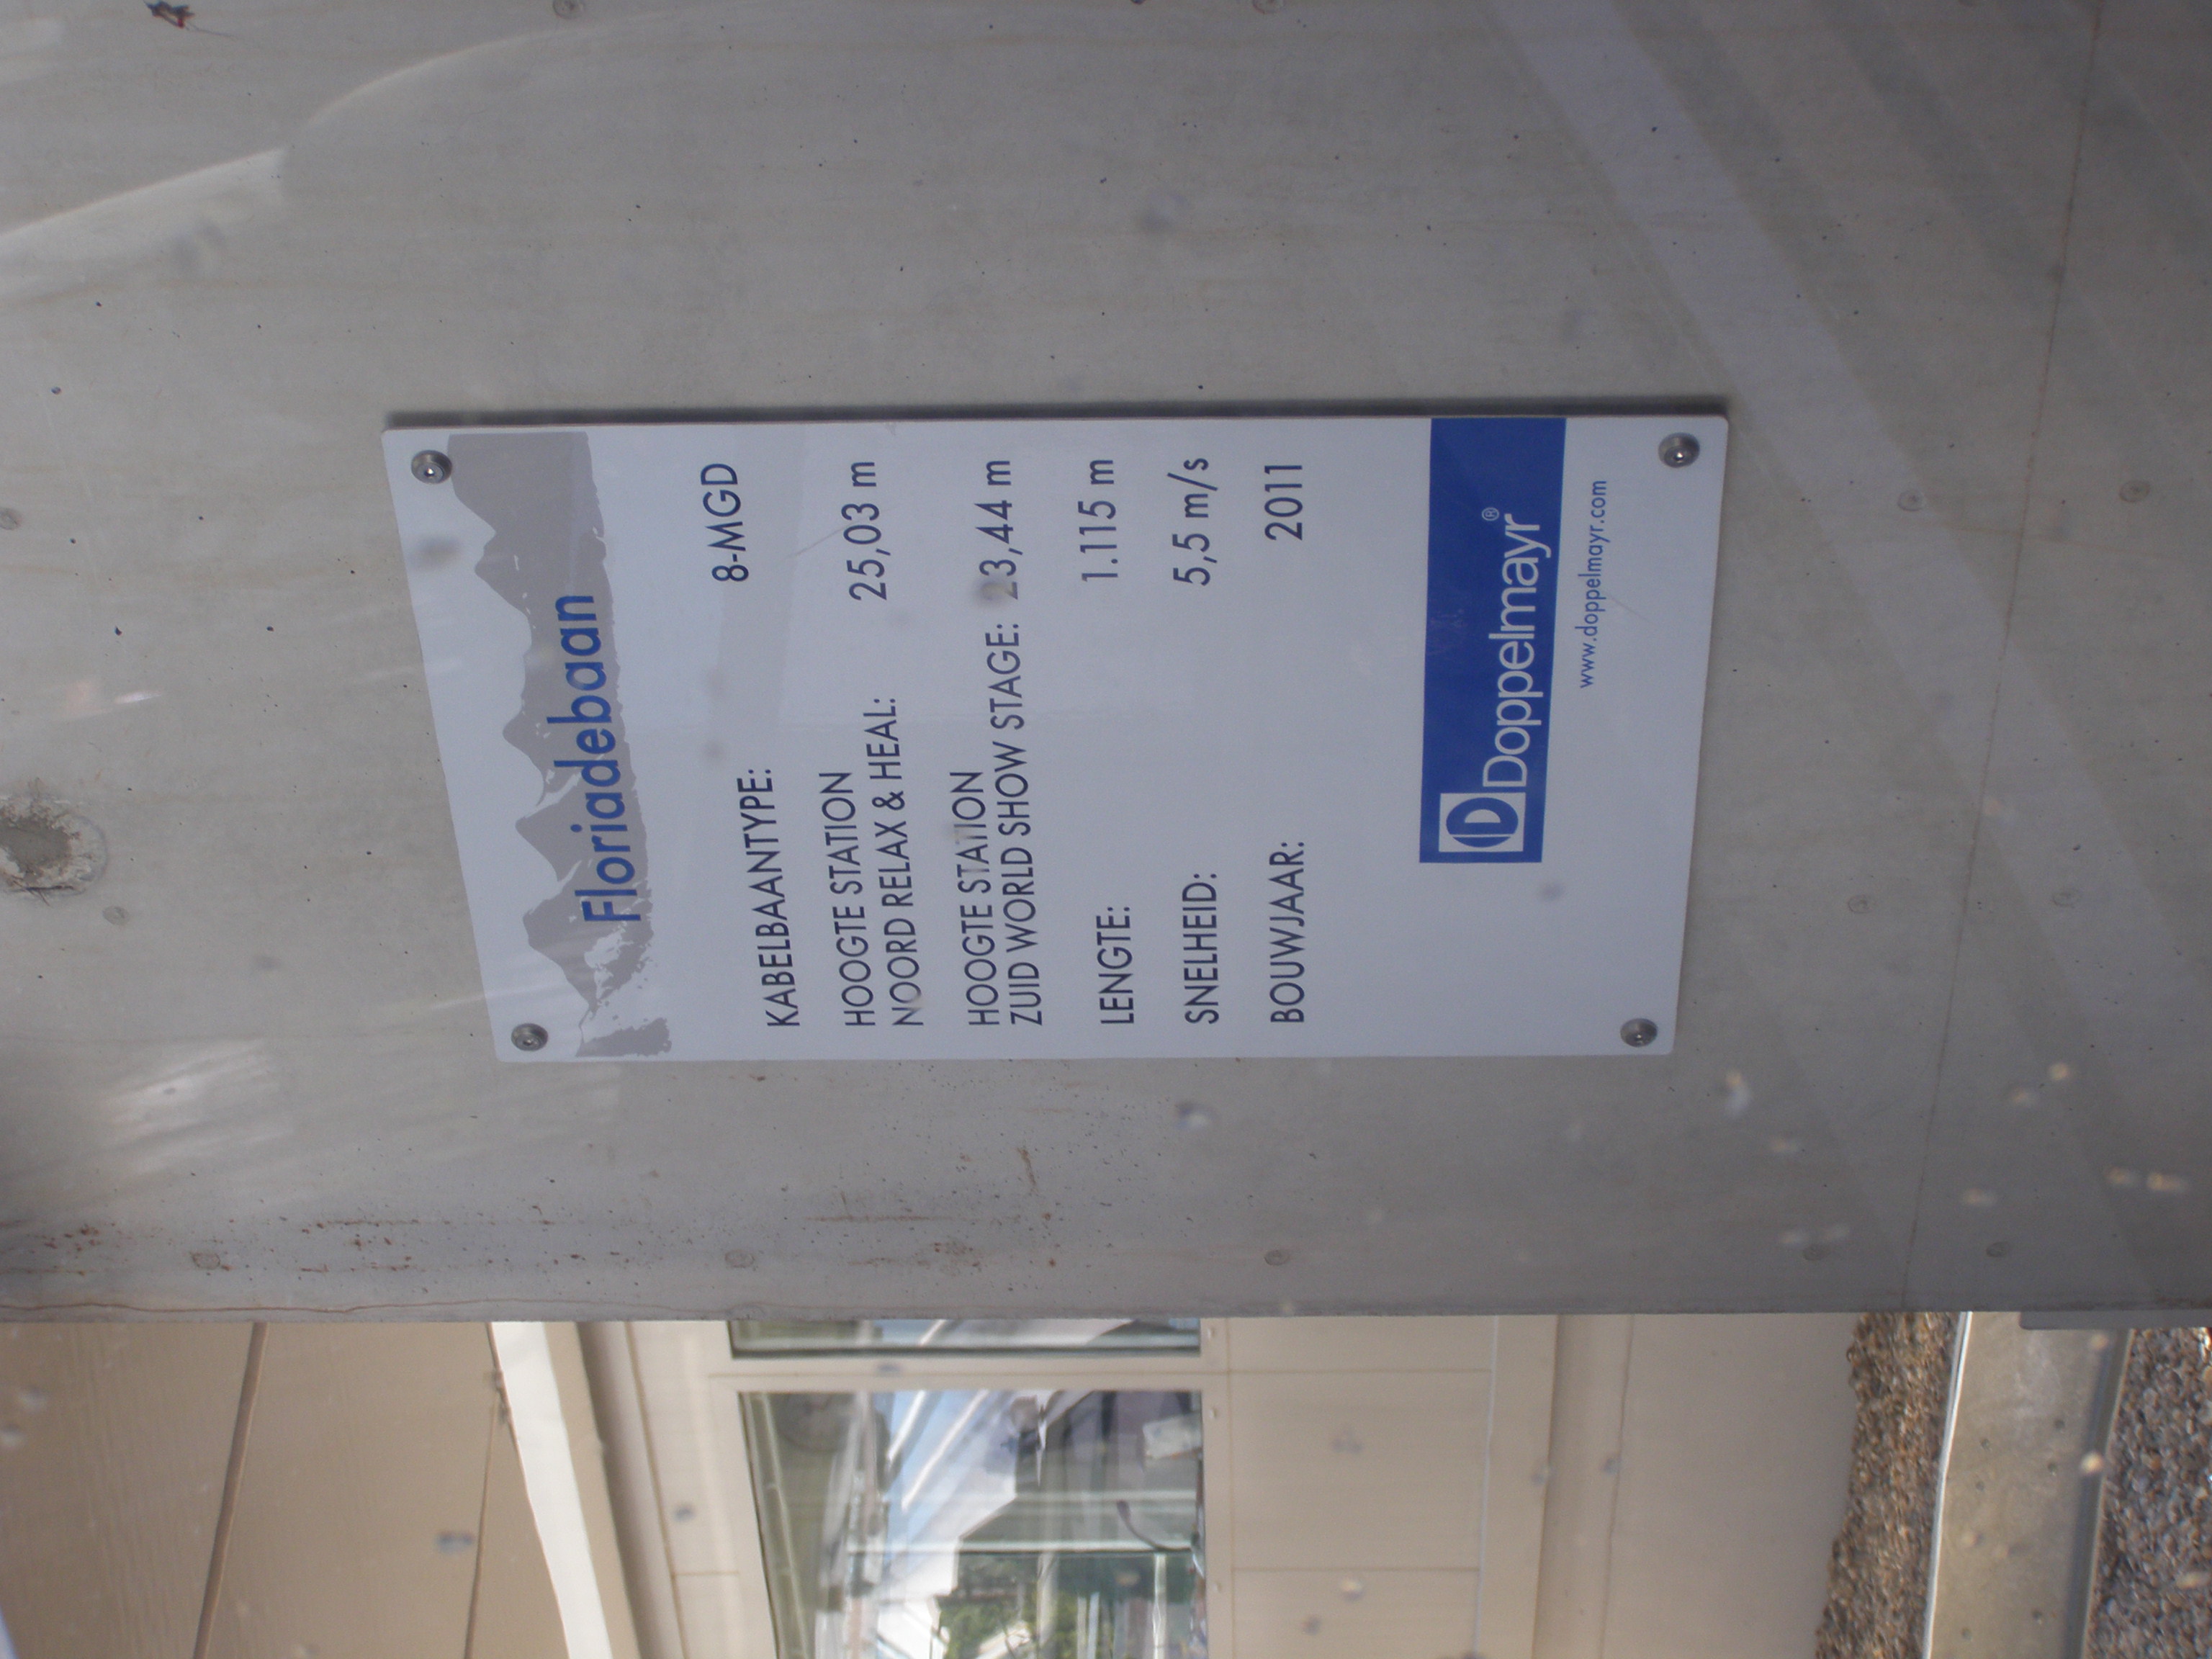 Floriadebaan
KABELBAANTYPE: 8-MGD
HOOGTE STATION
NOORD RELAX & HEAL: 25,03 m
HOOGTE STATION
ZUID WORLD SHOW STAGE: 23,44 m
LENGTE: 1.115 m
SNELHEID: 5,5 m/s
BOUWJAAR: 2011
D Doppelmayr®
www.doppelmayr.com